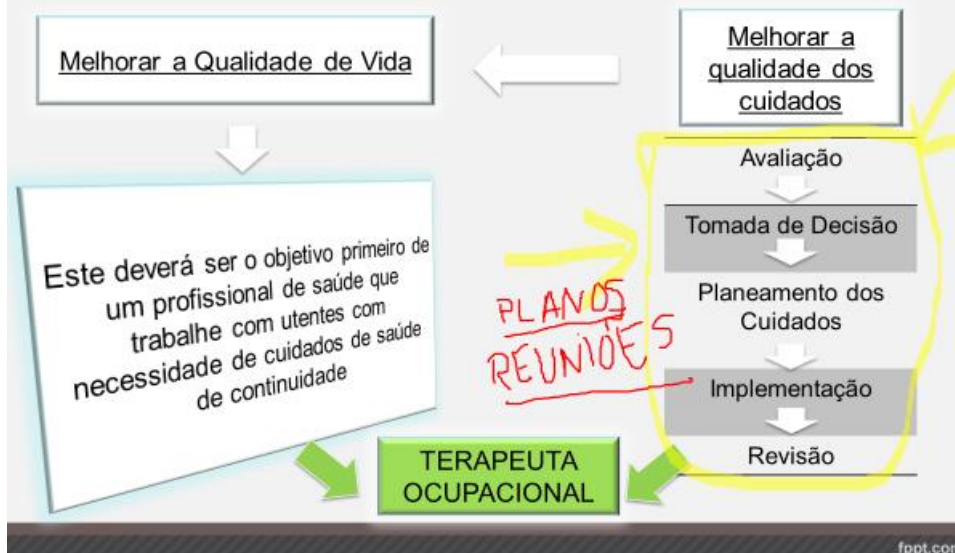 Melhorar a Qualidade de Vida
Melhorar a
qualidade dos
cuidados
Avaliação
Tomada de Decisão
Planeamento dos
Cuidados
Implementação
Revisão
Este deverá ser o objetivo primeiro de
um profissional de saúde que
trabalhe com utentes com
necessidade de cuidados de saúde
de continuidade
PLANOS
REUNIÕES
TERAPEUTA
OCUPACIONAL
fppt.com